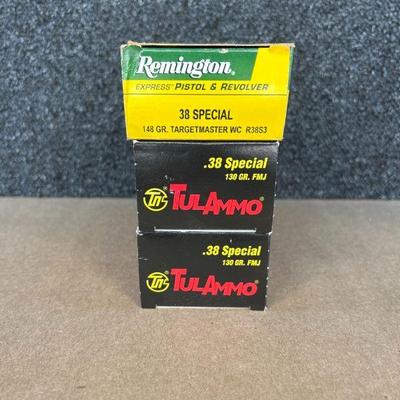 Remington®
EXPRESS® PISTOL & REVOLVER
38 SPECIAL
148 GR. TARGETMASTER WC R38S3
.38 Special
130 GR. FMJ
TULAMMO®
.38 Special
130 GR. FMJ
TULAMMO®